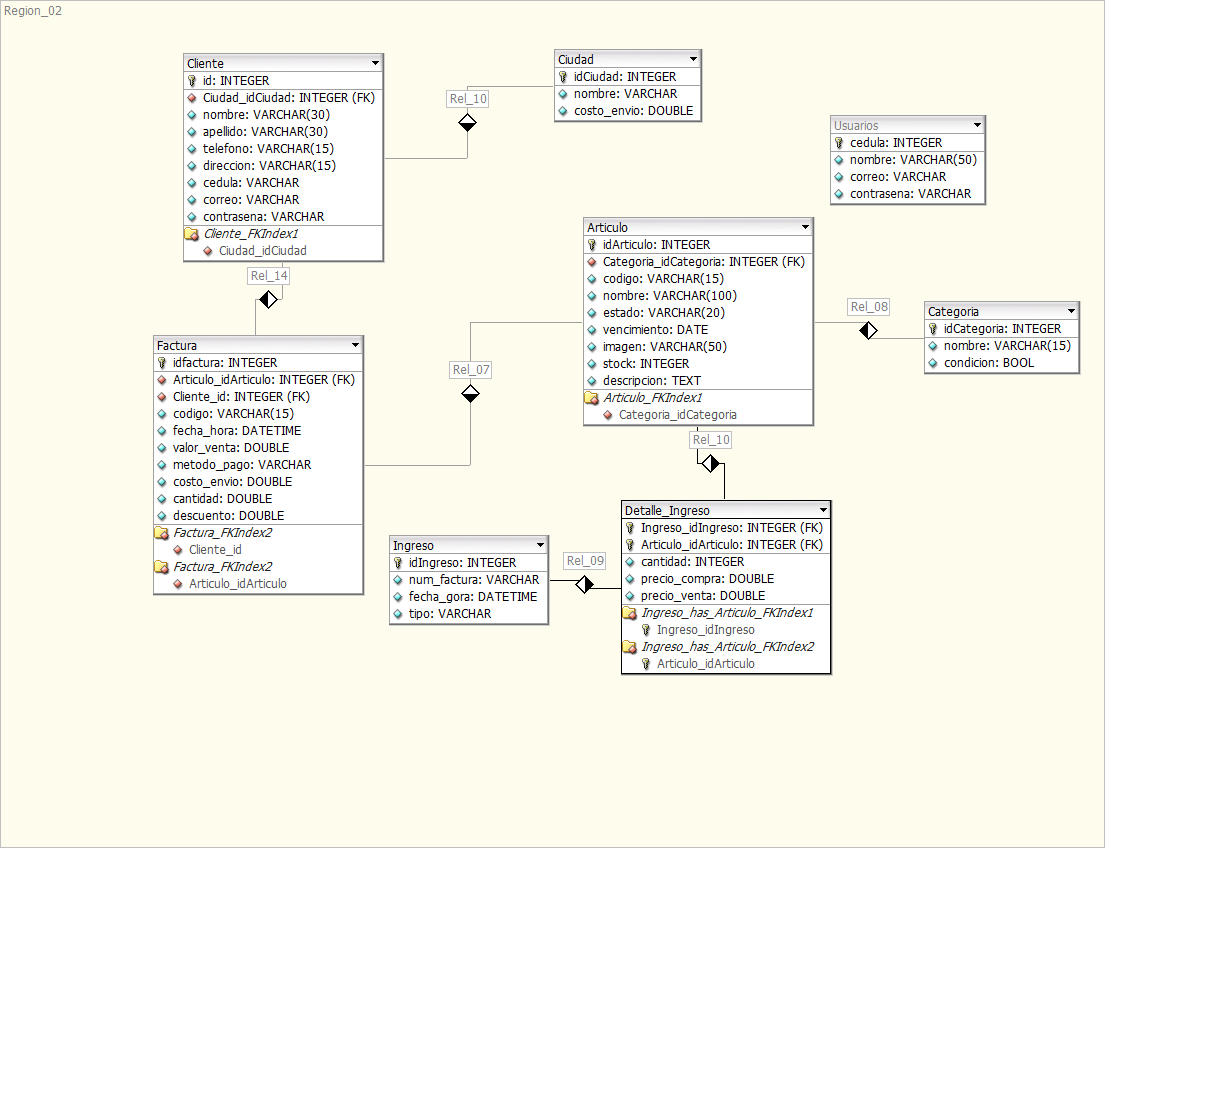 Region_02
Cliente
id: INTEGER
Ciudad_idCiudad: INTEGER (FK)
nombre: VARCHAR(30)
apellido: VARCHAR(30)
telefono: VARCHAR(15)
direccion: VARCHAR(15)
cedula: VARCHAR
correo: VARCHAR
contrasena: VARCHAR
Cliente_FKIndex1
Ciudad_idCiudad
Rel_10
Ciudad
idCiudad: INTEGER
nombre: VARCHAR
costo_envio: DOUBLE
Usuarios
cedula: INTEGER
nombre: VARCHAR(50)
correo: VARCHAR
contrasena: VARCHAR
Articulo
idArticulo: INTEGER
Categoria_idCategoria: INTEGER (FK)
codigo: VARCHAR(15)
nombre: VARCHAR(100)
estado: VARCHAR(20)
vencimiento: DATE
imagen: VARCHAR(50)
stock: INTEGER
descripcion: TEXT
Articulo_FKIndex1
Categoria_idCategoria
Rel_08
Categoria
idCategoria: INTEGER
nombre: VARCHAR(15)
condicion: BOOL
Rel_14
Factura
idfactura: INTEGER
Articulo_idArticulo: INTEGER (FK)
Cliente_id: INTEGER (FK)
codigo: VARCHAR(15)
fecha_hora: DATETIME
valor_venta: DOUBLE
metodo_pago: VARCHAR
costo_envio: DOUBLE
cantidad: DOUBLE
descuento: DOUBLE
Factura_FKIndex2
Cliente_id
Factura_FKIndex2
Articulo_idArticulo
Rel_07
Rel_10
Ingreso
idIngreso: INTEGER
num_factura: VARCHAR
fecha_gora: DATETIME
tipo: VARCHAR
Rel_09
Detalle_Ingreso
Ingreso_idIngreso: INTEGER (FK)
Articulo_idArticulo: INTEGER (FK)
cantidad: INTEGER
precio_compra: DOUBLE
precio_venta: DOUBLE
Ingreso_has_Articulo_FKIndex1
Ingreso_idIngreso
Ingreso_has_Articulo_FKIndex2
Articulo_idArticulo